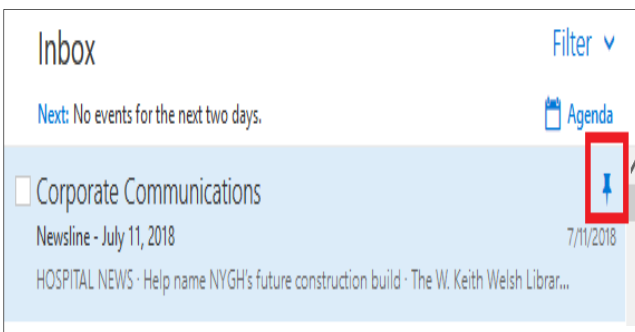 Inbox
Filter
Next: No events for the next two days.
Agenda
Corporate Communications
Newsline - July 11, 2018
7/11/2018
HOSPITAL NEWS · Help name NYGH's future construction build · The W. Keith Welsh Librar...